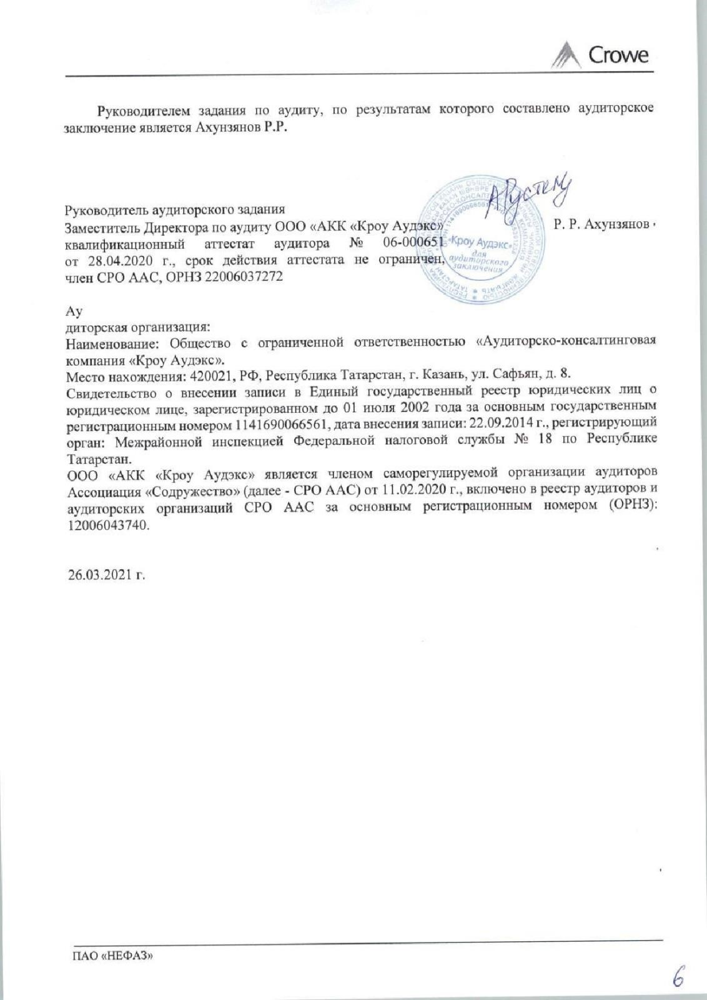 Crowe
Руководителем задания по аудиту, по результатам которого составлено аудиторское
заключение является Ахунзянов Р.Р.
Руководитель аудиторского задания
Заместитель Директора по аудиту ООО «АКК «Кроу Аудэкс»
Р. Р. Ахунзянов
квалификационный аттестат аудитора № 06-000651
от 28.04.2020 г., срок действия аттестата не ограничен,
член СРО ААС, ОРНЗ 22006037272
«Кроу Аудэкс»
для
аудиторского
заключения
Ау
диторская организация:
Наименование: Общество с ограниченной ответственностью «Аудиторско-консалтинговая
компания «Кроу Аудэкс».
Место нахождения: 420021, РФ, Республика Татарстан, г. Казань, ул. Сафьян, д. 8.
Свидетельство о внесении записи в Единый государственный реестр юридических лиц о
юридическом лице, зарегистрированном до 01 июля 2002 года за основным государственным
регистрационным номером 1141690066561, дата внесения записи: 22.09.2014 г., регистрирующий
орган: Межрайонной инспекцией Федеральной налоговой службы № 18 по Республике
Татарстан.
ООО «АКК «Кроу Аудэкс» является членом саморегулируемой организации аудиторов
Ассоциация «Содружество» (далее - СРО ААС) от 11.02.2020 г., включено в реестр аудиторов и
аудиторских организаций СРО ААС за основным регистрационным номером (ОРНЗ):
12006043740.
26.03.2021 г.
ПАО «НЕФАЗ»
6